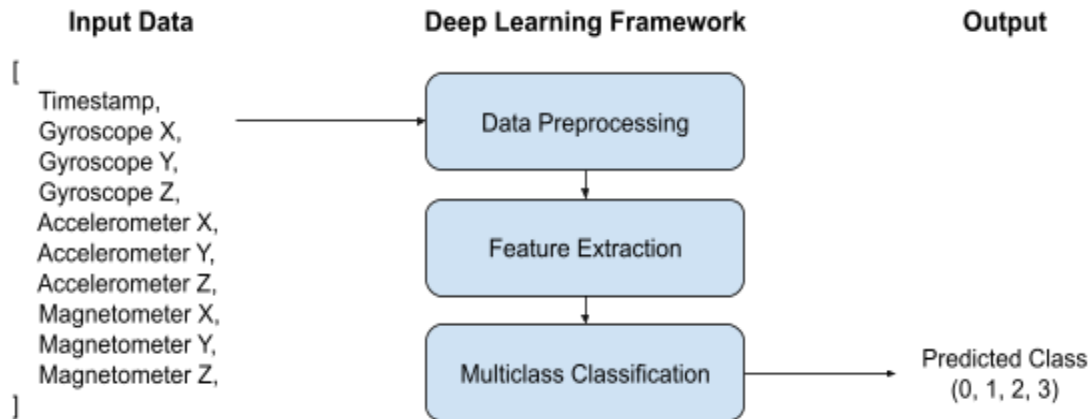 Input Data
[
Timestamp,
Gyroscope X,
Gyroscope Y,
Gyroscope Z,
Accelerometer X,
Accelerometer Y,
Accelerometer Z,
Magnetometer X,
Magnetometer Y,
Magnetometer Z,
]
Deep Learning Framework
Data Preprocessing
Feature Extraction
Multiclass Classification
Output
Predicted Class
(0, 1, 2, 3)